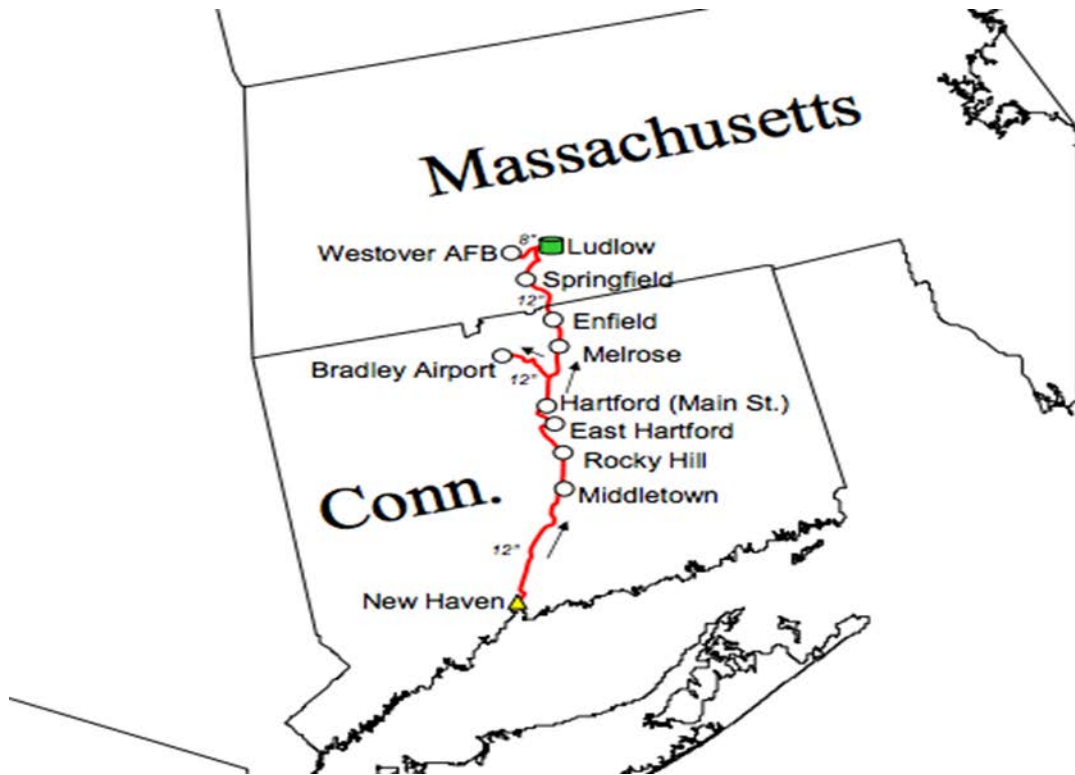 Massachusetts
8"
Westover AFB
Ludlow
Springfield
12"
Enfield
Melrose
Bradley Airport
12"
Hartford (Main St.)
East Hartford
Rocky Hill
Conn.
Middletown
12"
New Haven